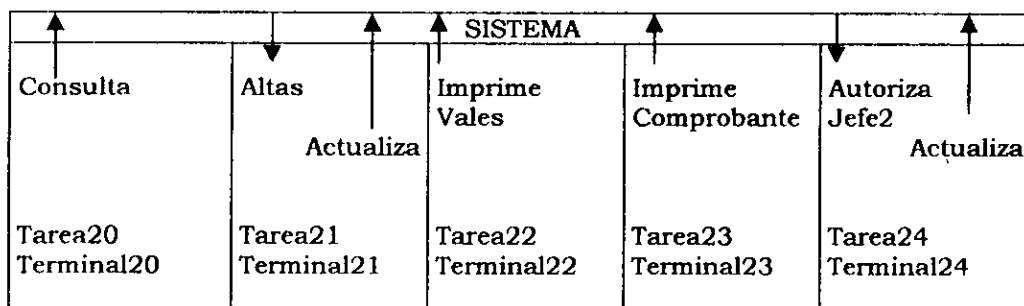 SISTEMA
Consulta
Tarea20
Terminal20
Altas
Actualiza
Tarea21
Terminal21
Imprime
Vales
Tarea22
Terminal22
Imprime
Comprobante
Tarea23
Terminal23
Autoriza
Jefe2
Actualiza
Tarea24
Terminal24